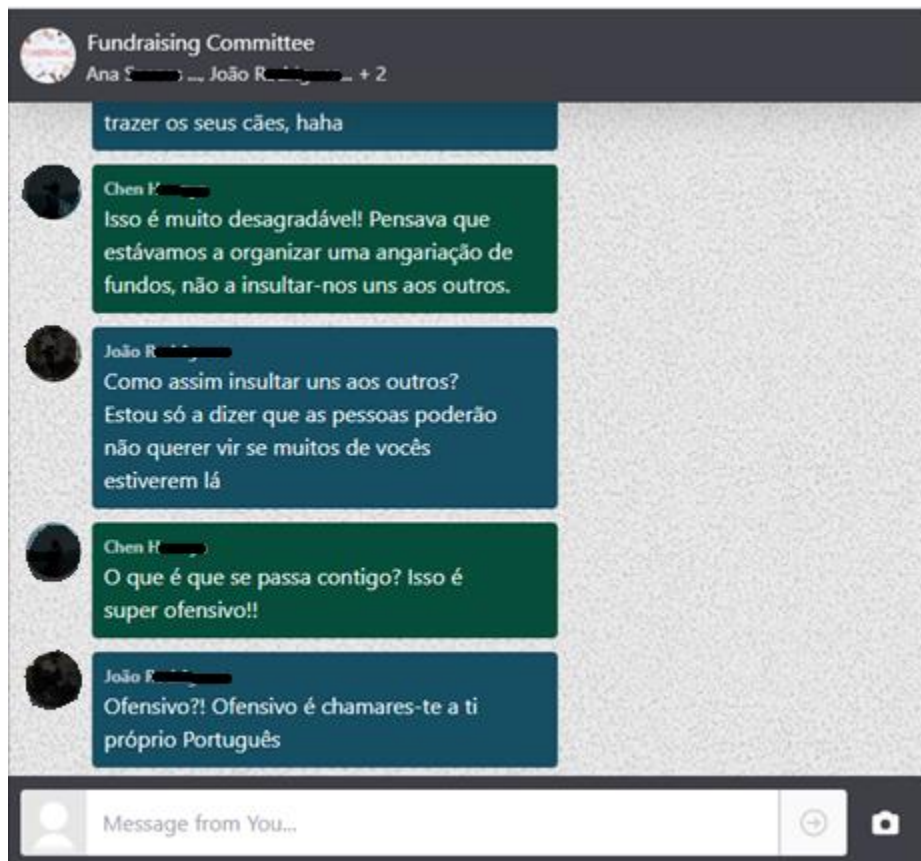 Fundraising Committee
Ana S ..., João R ... + 2
trazer os seus cães, haha
Chen H
Isso é muito desagradável! Pensava que
estávamos a organizar uma angariação de
fundos, não a insultar-nos uns aos outros.
João R
Como assim insultar uns aos outros?
Estou só a dizer que as pessoas poderão
não querer vir se muitos de vocês
estiverem lá
Chen H
O que é que se passa contigo? Isso é
super ofensivo!!
João R
Ofensivo?! Ofensivo é chamares-te a ti
próprio Português
Message from You...